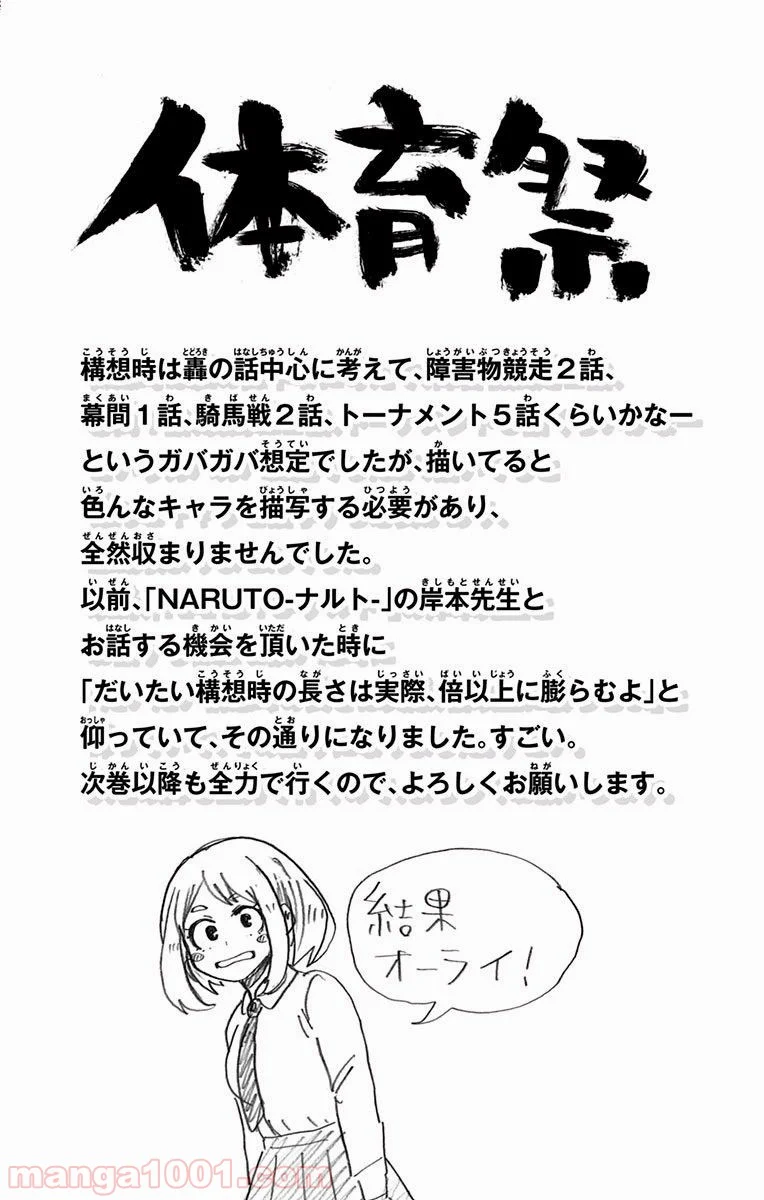 体育祭
構想時は轟の話中心に考えて、障害物競走２話、
幕間１話、騎馬戦２話、トーナメント５話くらいかなー
というガバガバ想定でしたが、描いてると
色んなキャラを描写する必要があり、
全然収まりませんでした。
以前、「NARUTO-ナルト-」の岸本先生と
お話する機会を頂いた時に
「だいたい構想時の長さは実際、倍以上に膨らむよ」と
仰っていて、その通りになりました。すごい。
次巻以降も全力で行くので、よろしくお願いします。
結果
オーライ！
manga1001.com